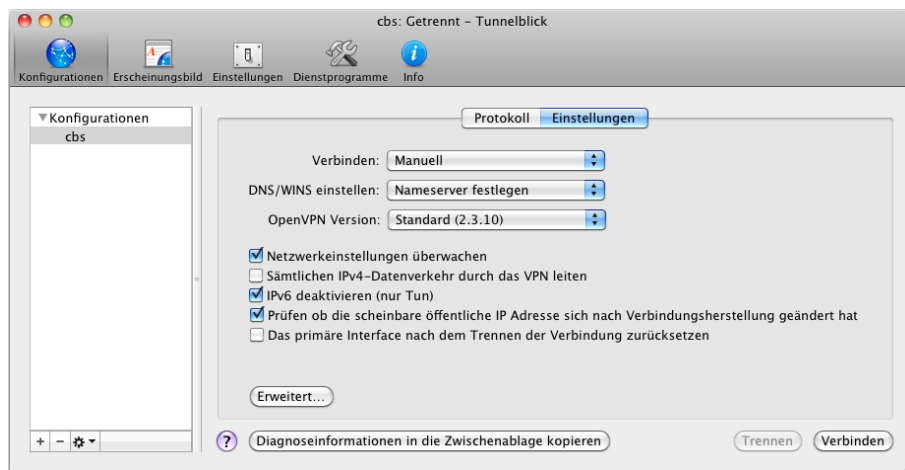 cbs: Getrennt – Tunnelblick
Konfigurationen Erscheinungsbild Einstellungen Dienstprogramme Info
Konfigurationen
cbs
Protokoll Einstellungen
Verbinden: Manuell
DNS/WINS einstellen: Nameserver festlegen
OpenVPN Version: Standard (2.3.10)
Netzwerkeinstellungen überwachen
Sämtlichen IPv4-Datenverkehr durch das VPN leiten
IPv6 deaktivieren (nur Tun)
Prüfen ob die scheinbare öffentliche IP Adresse sich nach Verbindungsherstellung geändert hat
Das primäre Interface nach dem Trennen der Verbindung zurücksetzen
Erweitert...
+ − ? Diagnoseinformationen in die Zwischenablage kopieren Trennen Verbinden